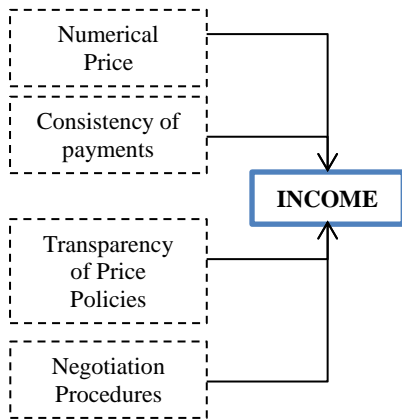 Numerical
Price
Consistency of
payments
INCOME
Transparency
of Price
Policies
Negotiation
Procedures